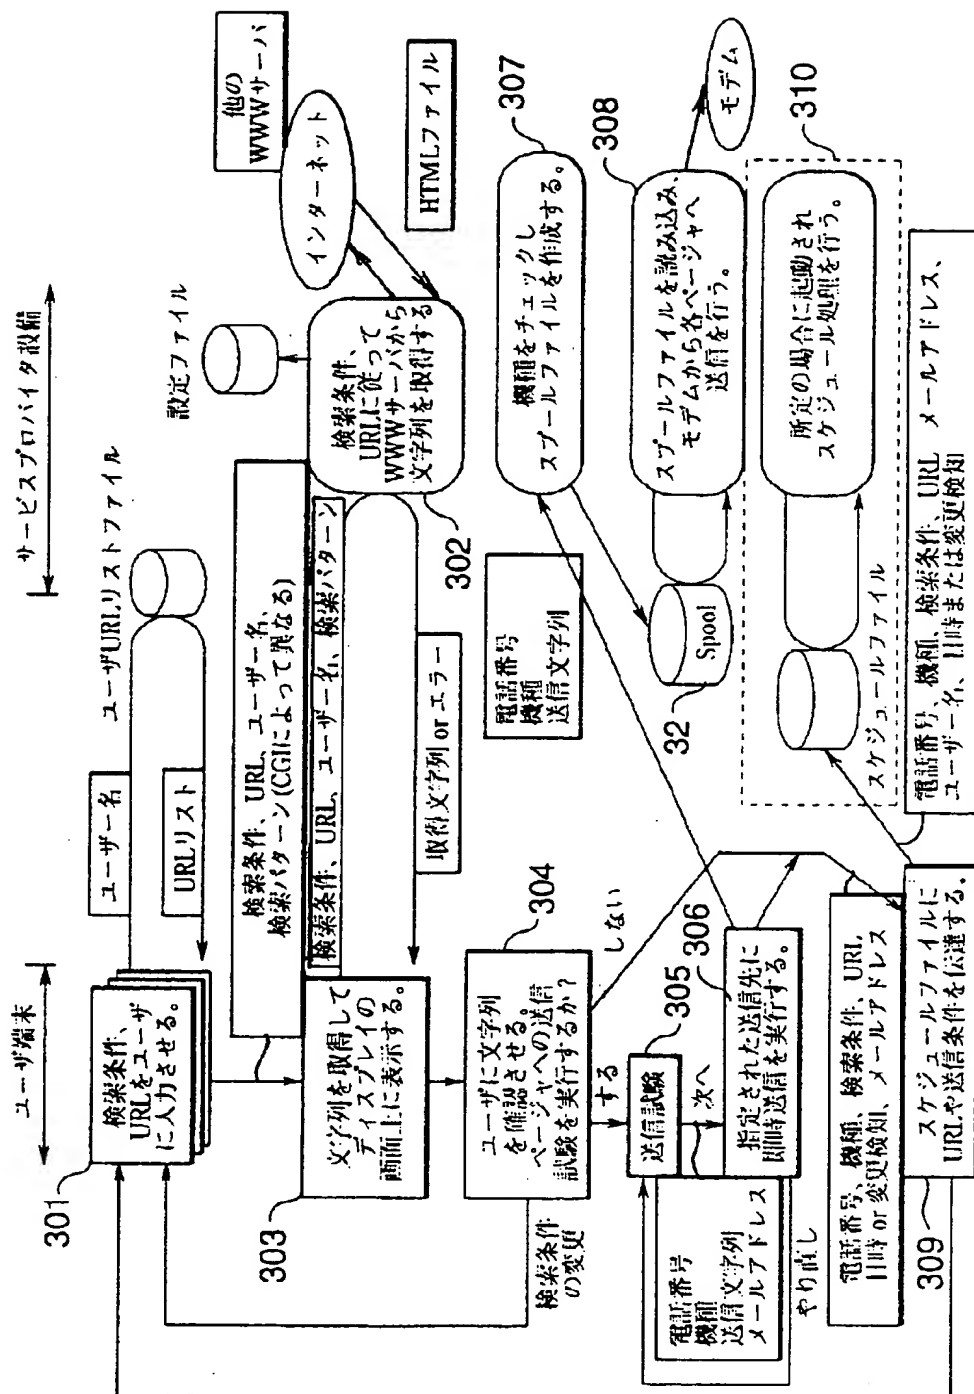 ユーザ端末
サービスプロバイタ設備
301
検索条件、
URLをユーザ
に入力させる。
ユーザー名
URLリスト
ユーザURLリストファイル
設定ファイル
他の
WWWサーバ
インターネット
HTMLファイル
検索条件、URL、ユーザー名、
検索パターン(CGIによって異なる)
検索条件、URL、ユーザー名、検索パターン
検索条件、
URLに従って
WWWサーバから
文字列を取得する
302
取得文字列orエラー
303
文字列を取得して
ディスプレイの
画面上に表示する。
304
ユーザに文字列
を確認させる。
ページャへの送信
試験を実行するか?
検索条件
の変更
する
しない
電話番号
機種
送信文字列
307
機種をチェックし
スプールファイルを作成する。
305
送信試験
次へ
306
指定された送信先に
即時送信を実行する。
電話番号
機種
送信文字列
メールアドレス
やり直し
Spool
32
308
スプールファイルを読み込み、
モデムから各ページャへ
送信を行う。
モデム
310
所定の場合に起動され
スケジュール処理を行う。
スケジュールファイル
電話番号、機種、検索条件、URL
日時or変更検知、メールアドレス
309
スケジュールファイルに
URLや送信条件を伝達する。
電話番号、機種、検索条件、URL メールアドレス、
ユーザー名、日時または変更検知